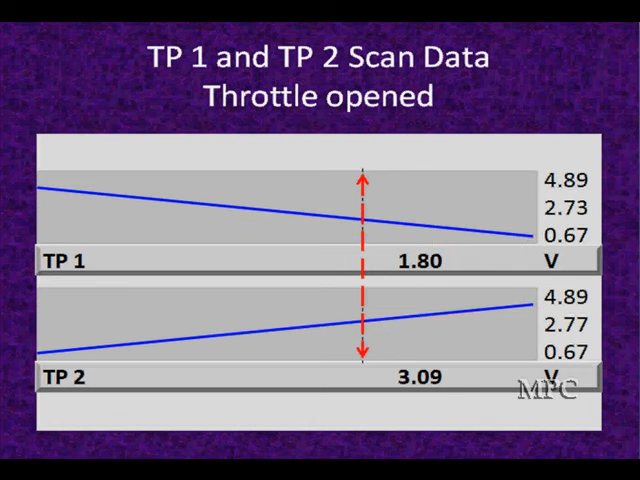 TP 1 and TP 2 Scan Data
Throttle opened
4.89
2.73
0.67
TP 1 1.80 V
4.89
2.77
0.67
TP 2 3.09 V
MPC